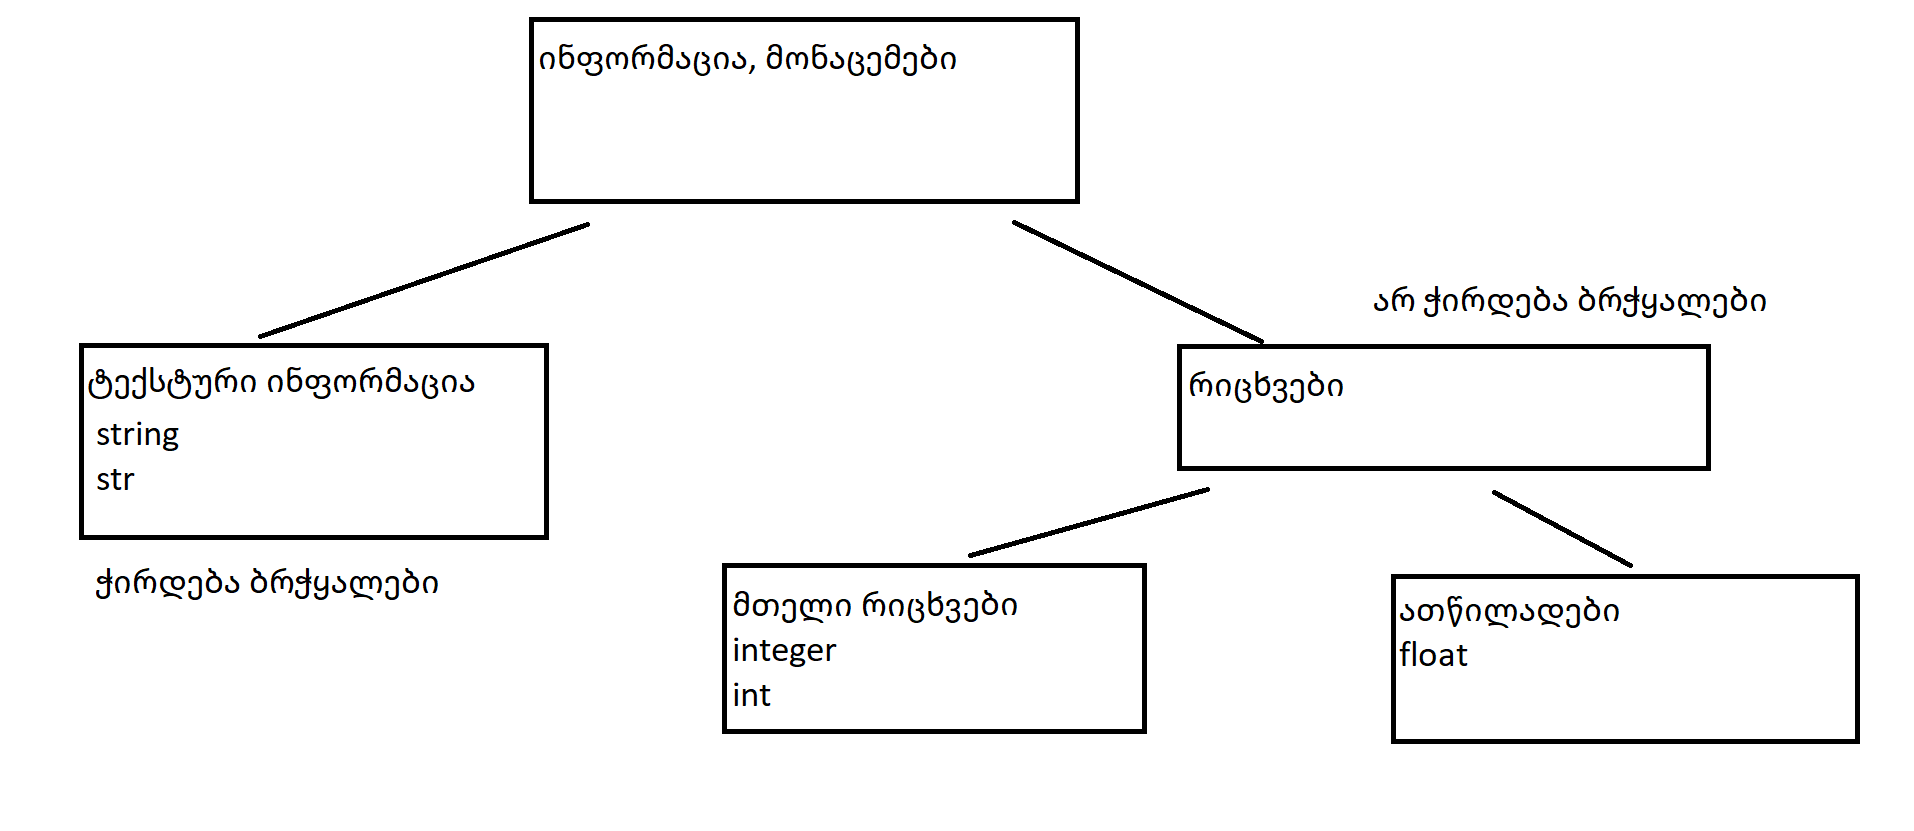 ინფორმაცია, მონაცემები
არ ჭირდება ბრჭყალები
ტექსტური ინფორმაცია
string
str
რიცხვები
ჭირდება ბრჭყალები
მთელი რიცხვები
integer
int
ათწილადები
float